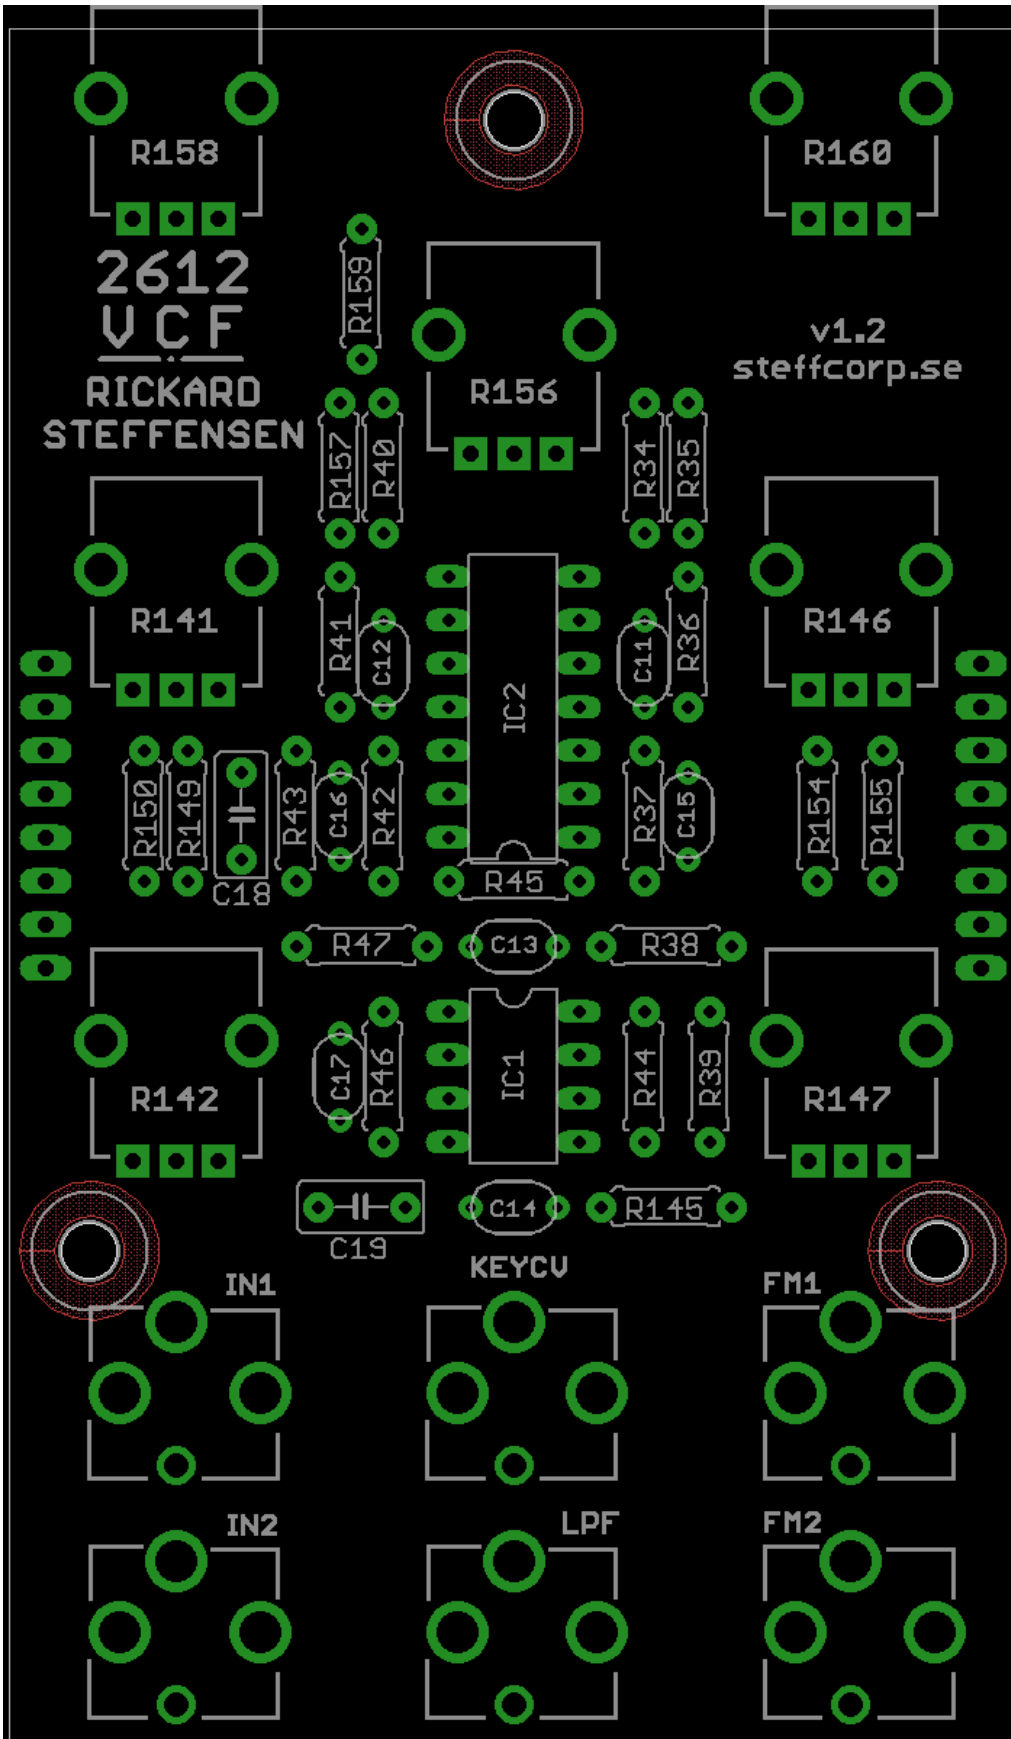 R158
R160
2612
VCF
RICKARD
STEFFENSEN
R159
v1.2
steffcorp.se
R156
R157
R40
R34
R35
R141
R146
R41
C12
C11
R36
IC2
R150
R149
C18
R43
C16
R42
R37
C15
R154
R155
R45
R47
C13
R38
R142
C17
R46
IC1
R44
R39
R147
C19
C14
R145
KEYCV
IN1
FM1
IN2
LPF
FM2